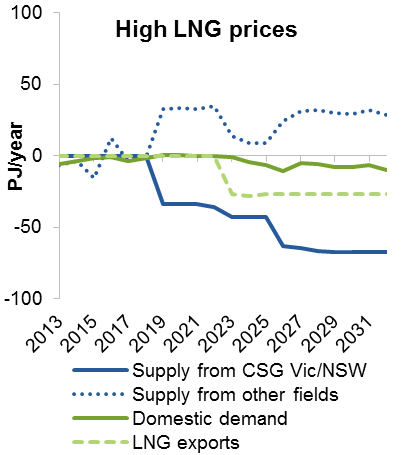 High LNG prices
PJ/year
100
50
0
-50
-100
2013
2015
2017
2019
2021
2023
2025
2027
2029
2031
Supply from CSG Vic/NSW
Supply from other fields
Domestic demand
LNG exports